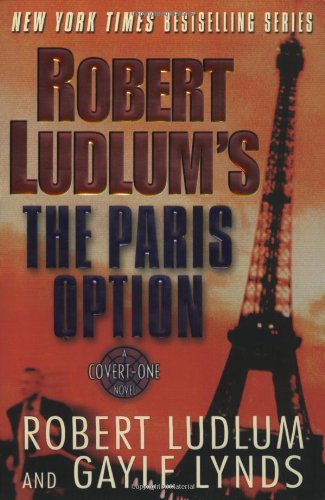 NEW YORK TIMES BESTSELLING SERIES
ROBERT
LUDLUM'S
THE PARIS
OPTION
A
COVERT-ONE
NOVEL
ROBERT LUDLUM
AND GAYLE LYNDS